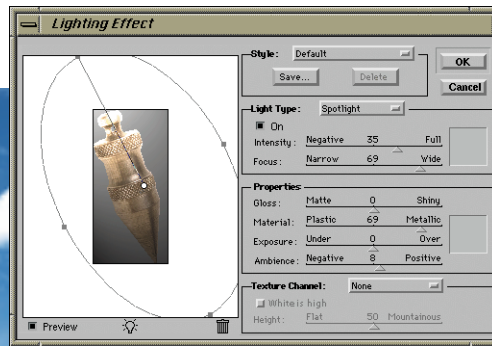 Lighting Effect
Style: Default
OK
Save... Delete
Cancel
Light Type: Spotlight
On
Intensity: Negative 35 Full
Focus: Narrow 69 Wide
Properties
Gloss: Matte 0 Shiny
Material: Plastic 69 Metallic
Exposure: Under 0 Over
Ambience: Negative 8 Positive
Texture Channel: None
White is high
Height: Flat 50 Mountainous
Preview